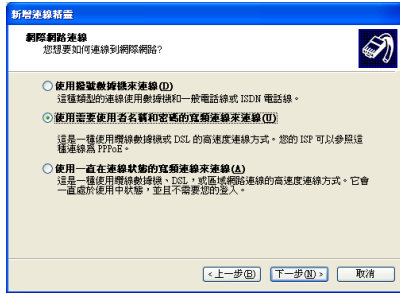 新增連線精靈
網際網路連線
您想要如何連線到網際網路?
使用撥號數據機來連線(D)
這種類型的連線使用數據機和一般電話線或 ISDN 電話線。
使用需要使用者名稱和密碼的寬頻連線來連線(U)
這是一種使用纜線數據機或 DSL 的高速度連線方式。您的 ISP 可以參照這
種連線為 PPPoE。
使用一直在連線狀態的寬頻連線來連線(A)
這是一種使用纜線數據機、DSL,或區域網路連線的高速度連線方式。它會
一直處於使用中狀態,並且不需要您的登入。
<上一步(B) 下一步(N)> 取消